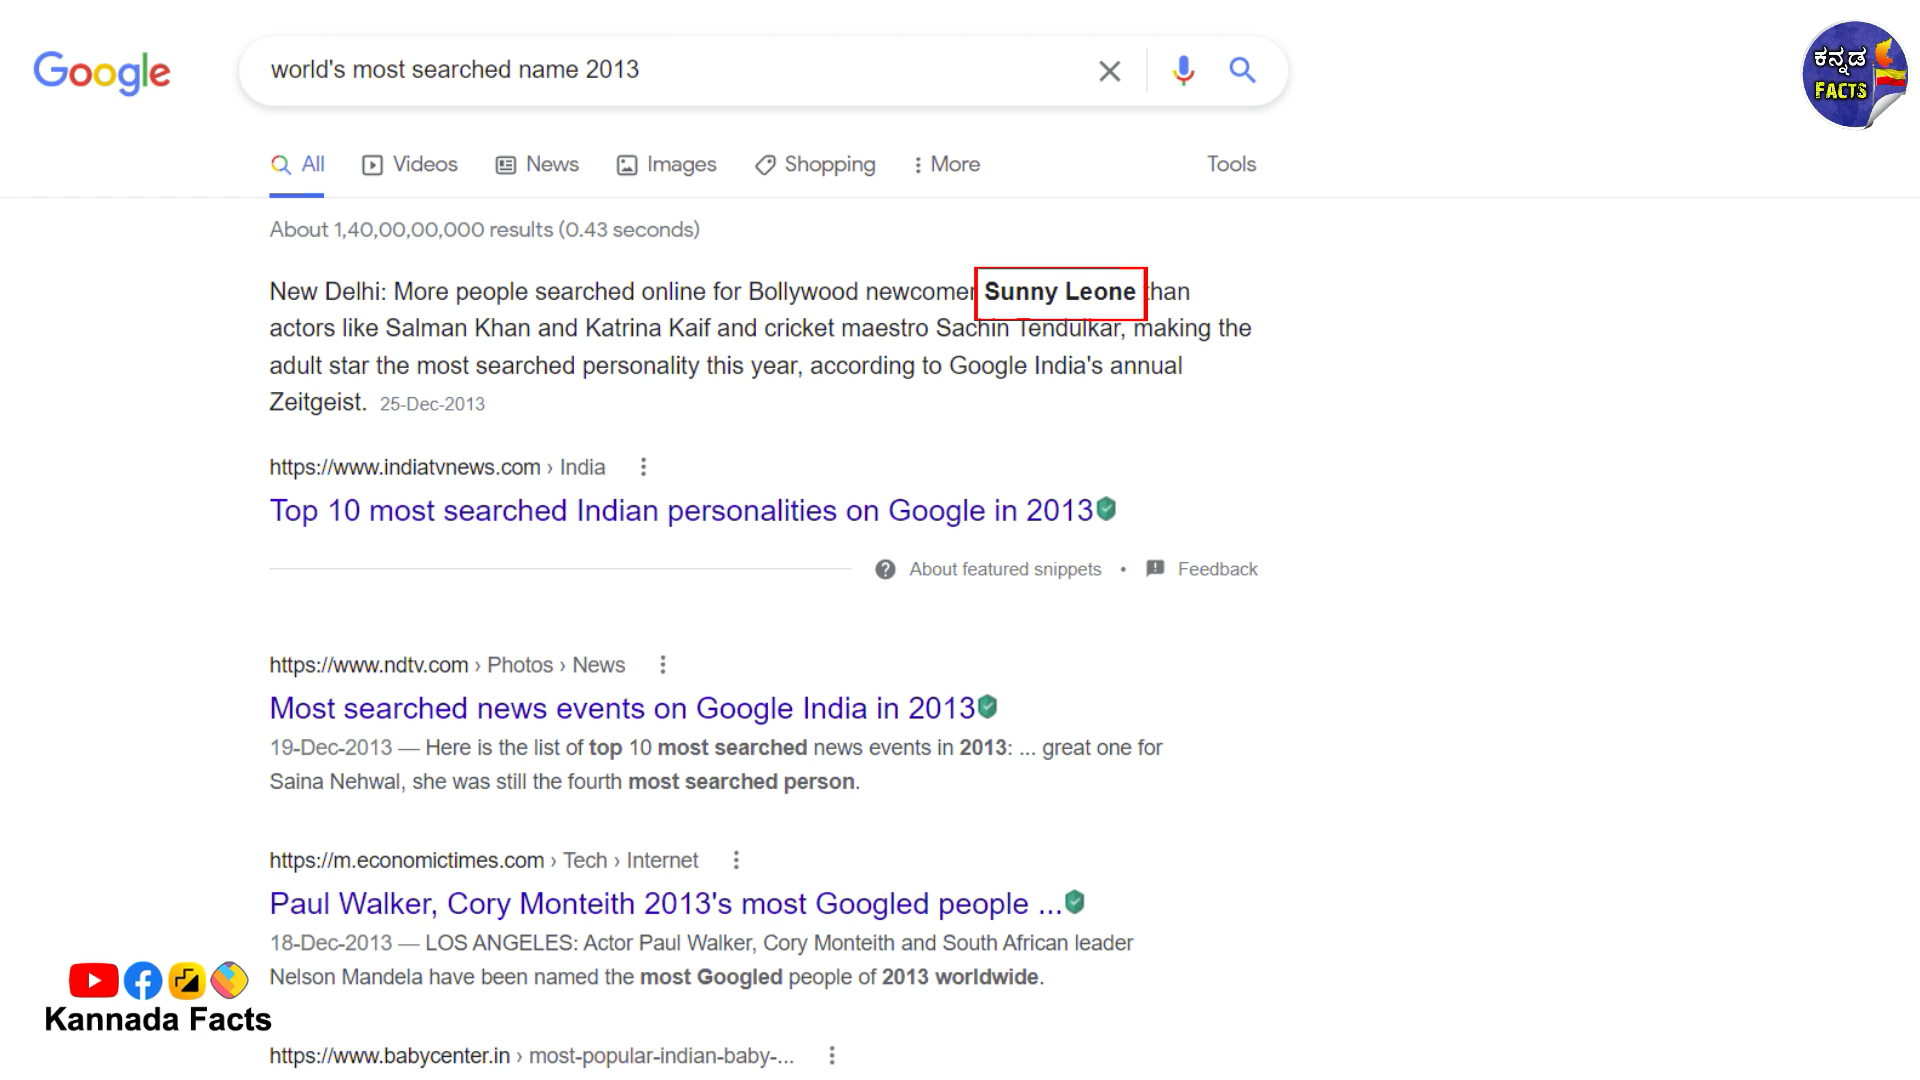 Google
world's most searched name 2013
ಕನ್ನಡ
FACTS
All Videos News Images Shopping More Tools
About 1,40,00,00,000 results (0.43 seconds)
New Delhi: More people searched online for Bollywood newcomer Sunny Leone than
actors like Salman Khan and Katrina Kaif and cricket maestro Sachin Tendulkar, making the
adult star the most searched personality this year, according to Google India's annual
Zeitgeist. 25-Dec-2013
https://www.indiatvnews.com › India
Top 10 most searched Indian personalities on Google in 2013
About featured snippets • Feedback
https://www.ndtv.com › Photos › News
Most searched news events on Google India in 2013
19-Dec-2013 — Here is the list of top 10 most searched news events in 2013: ... great one for
Saina Nehwal, she was still the fourth most searched person.
https://m.economictimes.com › Tech › Internet
Paul Walker, Cory Monteith 2013's most Googled people ...
18-Dec-2013 — LOS ANGELES: Actor Paul Walker, Cory Monteith and South African leader
Nelson Mandela have been named the most Googled people of 2013 worldwide.
Kannada Facts
https://www.babycenter.in › most-popular-indian-baby-...